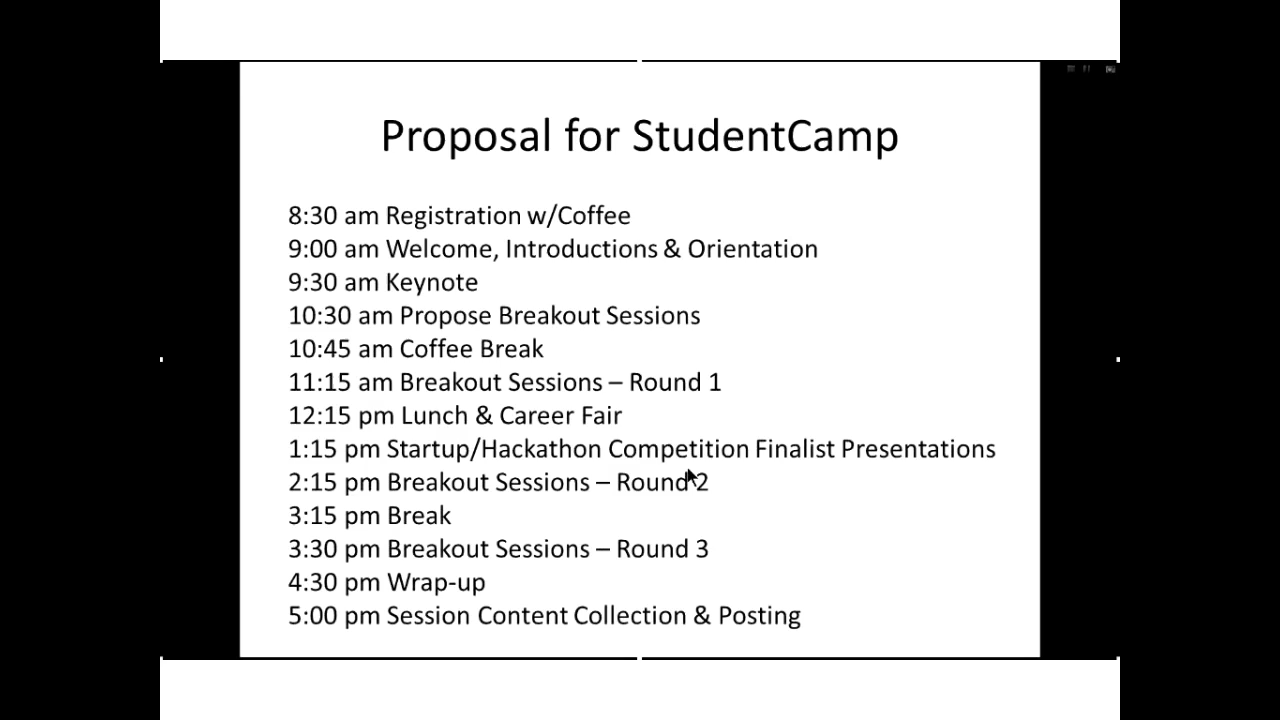 Proposal for StudentCamp
8:30 am Registration w/Coffee
9:00 am Welcome, Introductions & Orientation
9:30 am Keynote
10:30 am Propose Breakout Sessions
10:45 am Coffee Break
11:15 am Breakout Sessions – Round 1
12:15 pm Lunch & Career Fair
1:15 pm Startup/Hackathon Competition Finalist Presentations
2:15 pm Breakout Sessions – Round 2
3:15 pm Break
3:30 pm Breakout Sessions – Round 3
4:30 pm Wrap-up
5:00 pm Session Content Collection & Posting